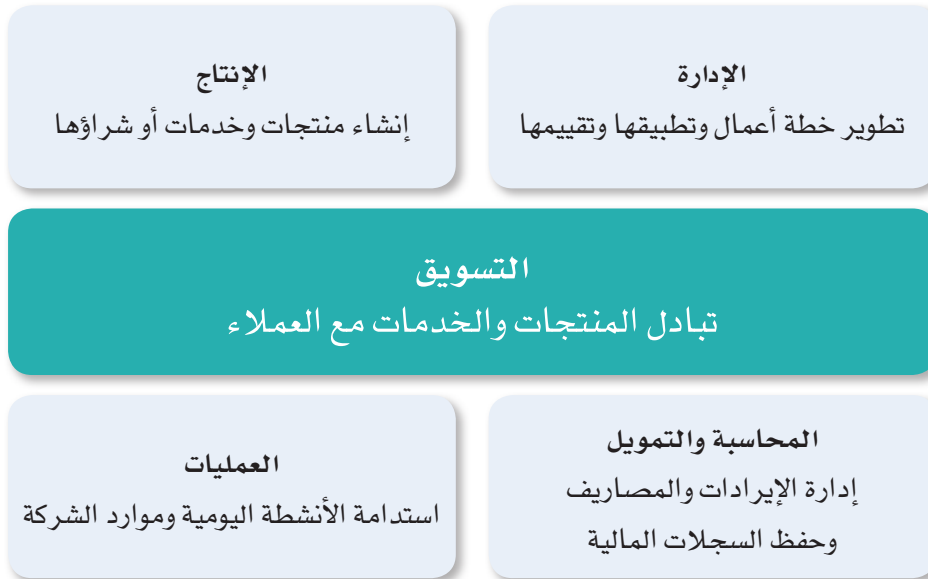 الإدارة
تطوير خطة أعمال وتطبيقها وتقييمها
الإنتاج
إنشاء منتجات وخدمات أو شراؤها
التسويق
تبادل المنتجات والخدمات مع العملاء
المحاسبة والتمويل
إدارة الإيرادات والمصاريف
وحفظ السجلات المالية
العمليات
استدامة الأنشطة اليومية وموارد الشركة